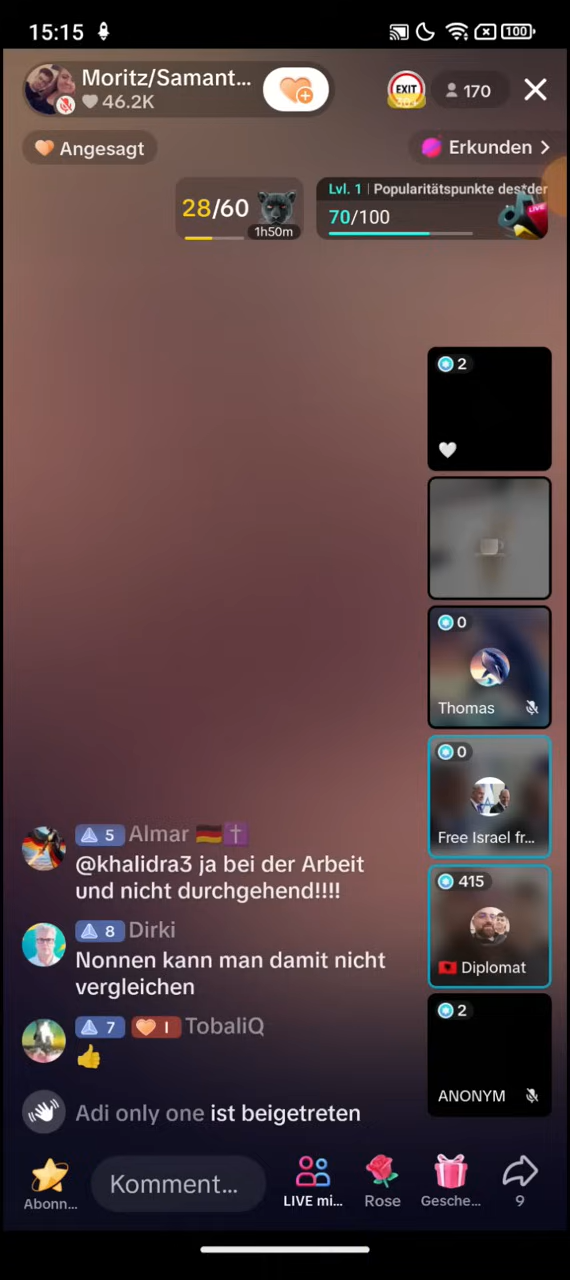 15:15
100
Moritz/Samant...
46.2K
EXIT
170
Angesagt
Erkunden
28/60
1h50m
Lvl. 1 | Popularitätspunkte des*der
70/100
LIVE
2
0
Thomas
0
Free Israel fr...
415
Diplomat
2
ANONYM
5 Almar
@khalidra3 ja bei der Arbeit
und nicht durchgehend!!!!
8 Dirki
Nonnen kann man damit nicht
vergleichen
7 I TobaliQ
Adi only one ist beigetreten
Abonn...
Komment...
LIVE mi...
Rose
Gesche...
9